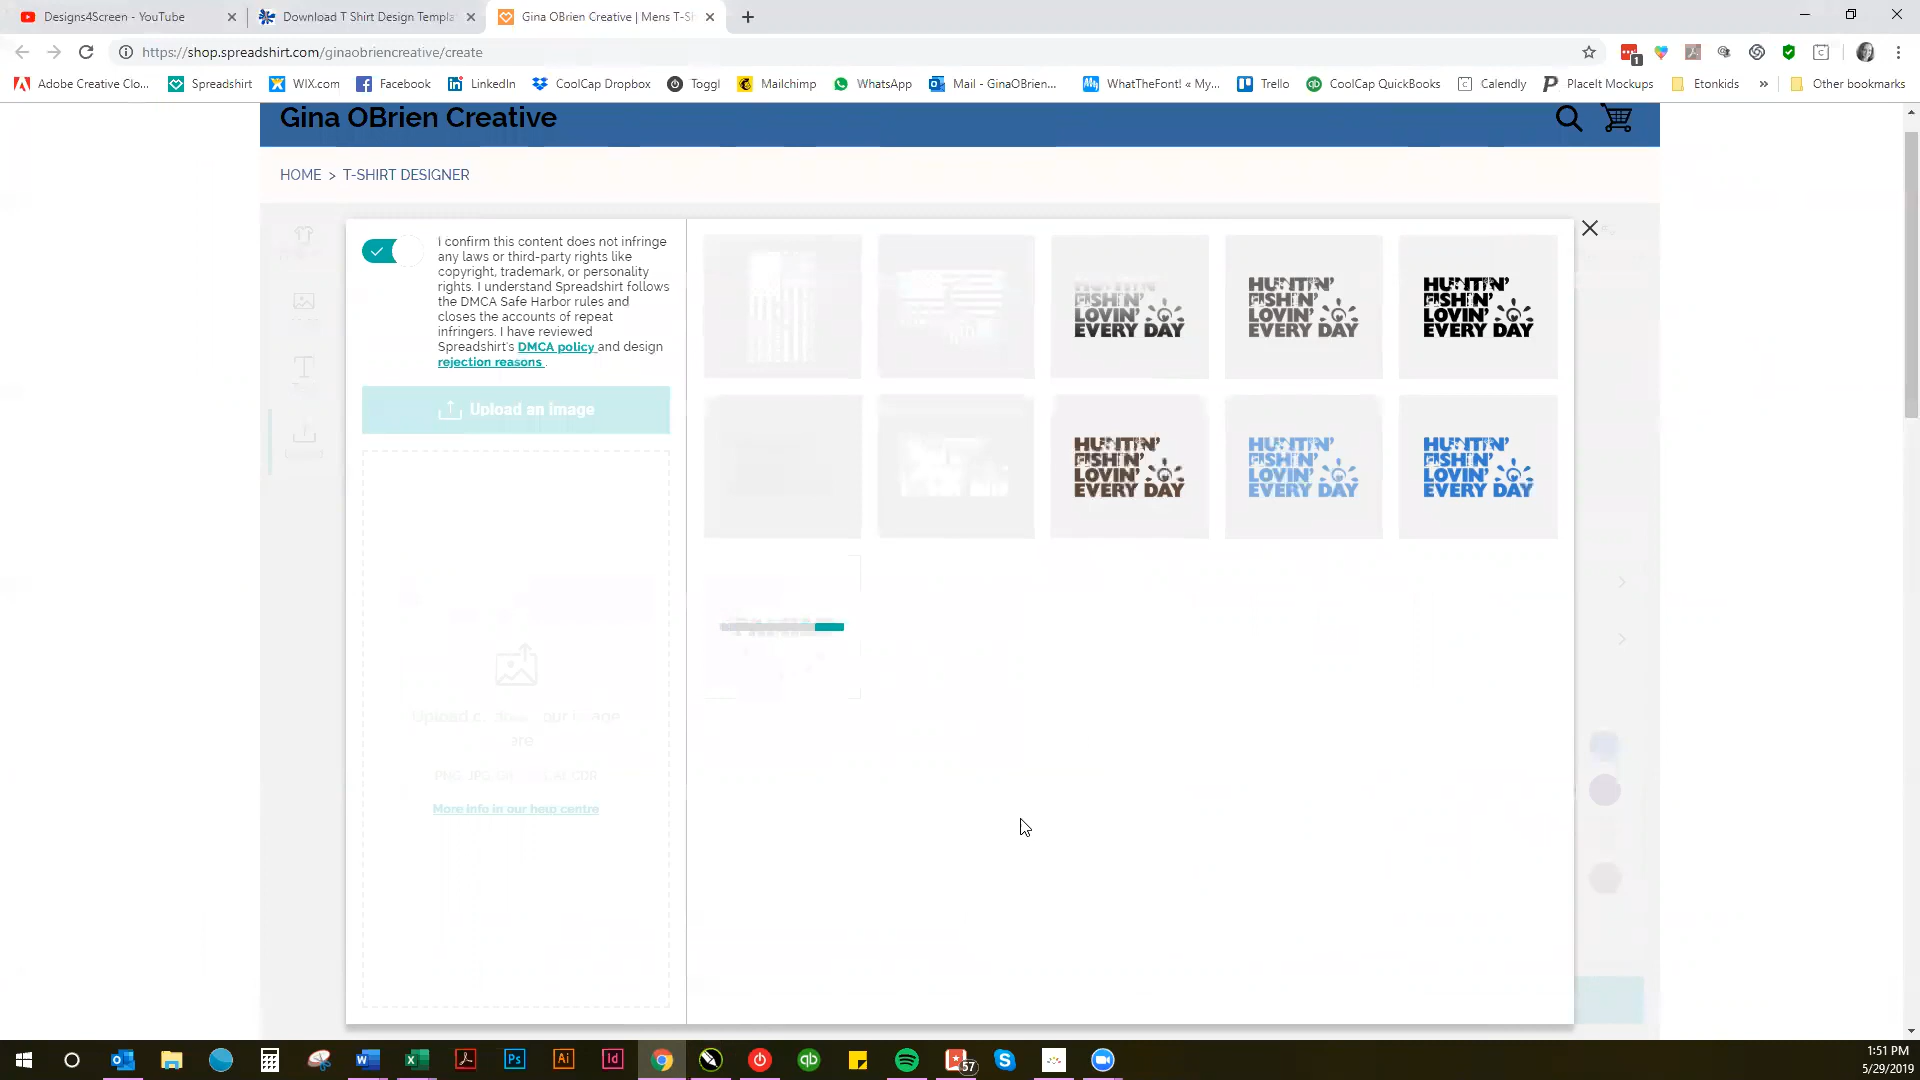 Designs4Screen - YouTube
Download T Shirt Design Templa
Gina OBrien Creative | Mens T-S
https://shop.spreadshirt.com/ginaobriencreative/create
1
Adobe Creative Clo...
Spreadshirt
WIX.com
Facebook
LinkedIn
CoolCap Dropbox
Toggl
Mailchimp
WhatsApp
Mail - GinaOBrien...
WhatTheFont! « My...
Trello
CoolCap QuickBooks
Calendly
PlaceIt Mockups
Etonkids
»
Other bookmarks
Gina OBrien Creative
HOME > T-SHIRT DESIGNER
I confirm this content does not infringe
any laws or third-party rights like
copyright, trademark, or personality
rights. I understand Spreadshirt follows
the DMCA Safe Harbor rules and
closes the accounts of repeat
infringers. I have reviewed
Spreadshirt's DMCA policy and design
rejection reasons .
Upload an image
More info in our help centre
HUNTIN'
FISHIN'
LOVIN'
EVERY DAY
HUNTIN'
FISHIN'
LOVIN'
EVERY DAY
HUNTIN'
FISHIN'
LOVIN'
EVERY DAY
HUNTIN'
FISHIN'
LOVIN'
EVERY DAY
HUNTIN'
FISHIN'
LOVIN'
EVERY DAY
HUNTIN'
FISHIN'
LOVIN'
EVERY DAY
57
1:51 PM
5/29/2019